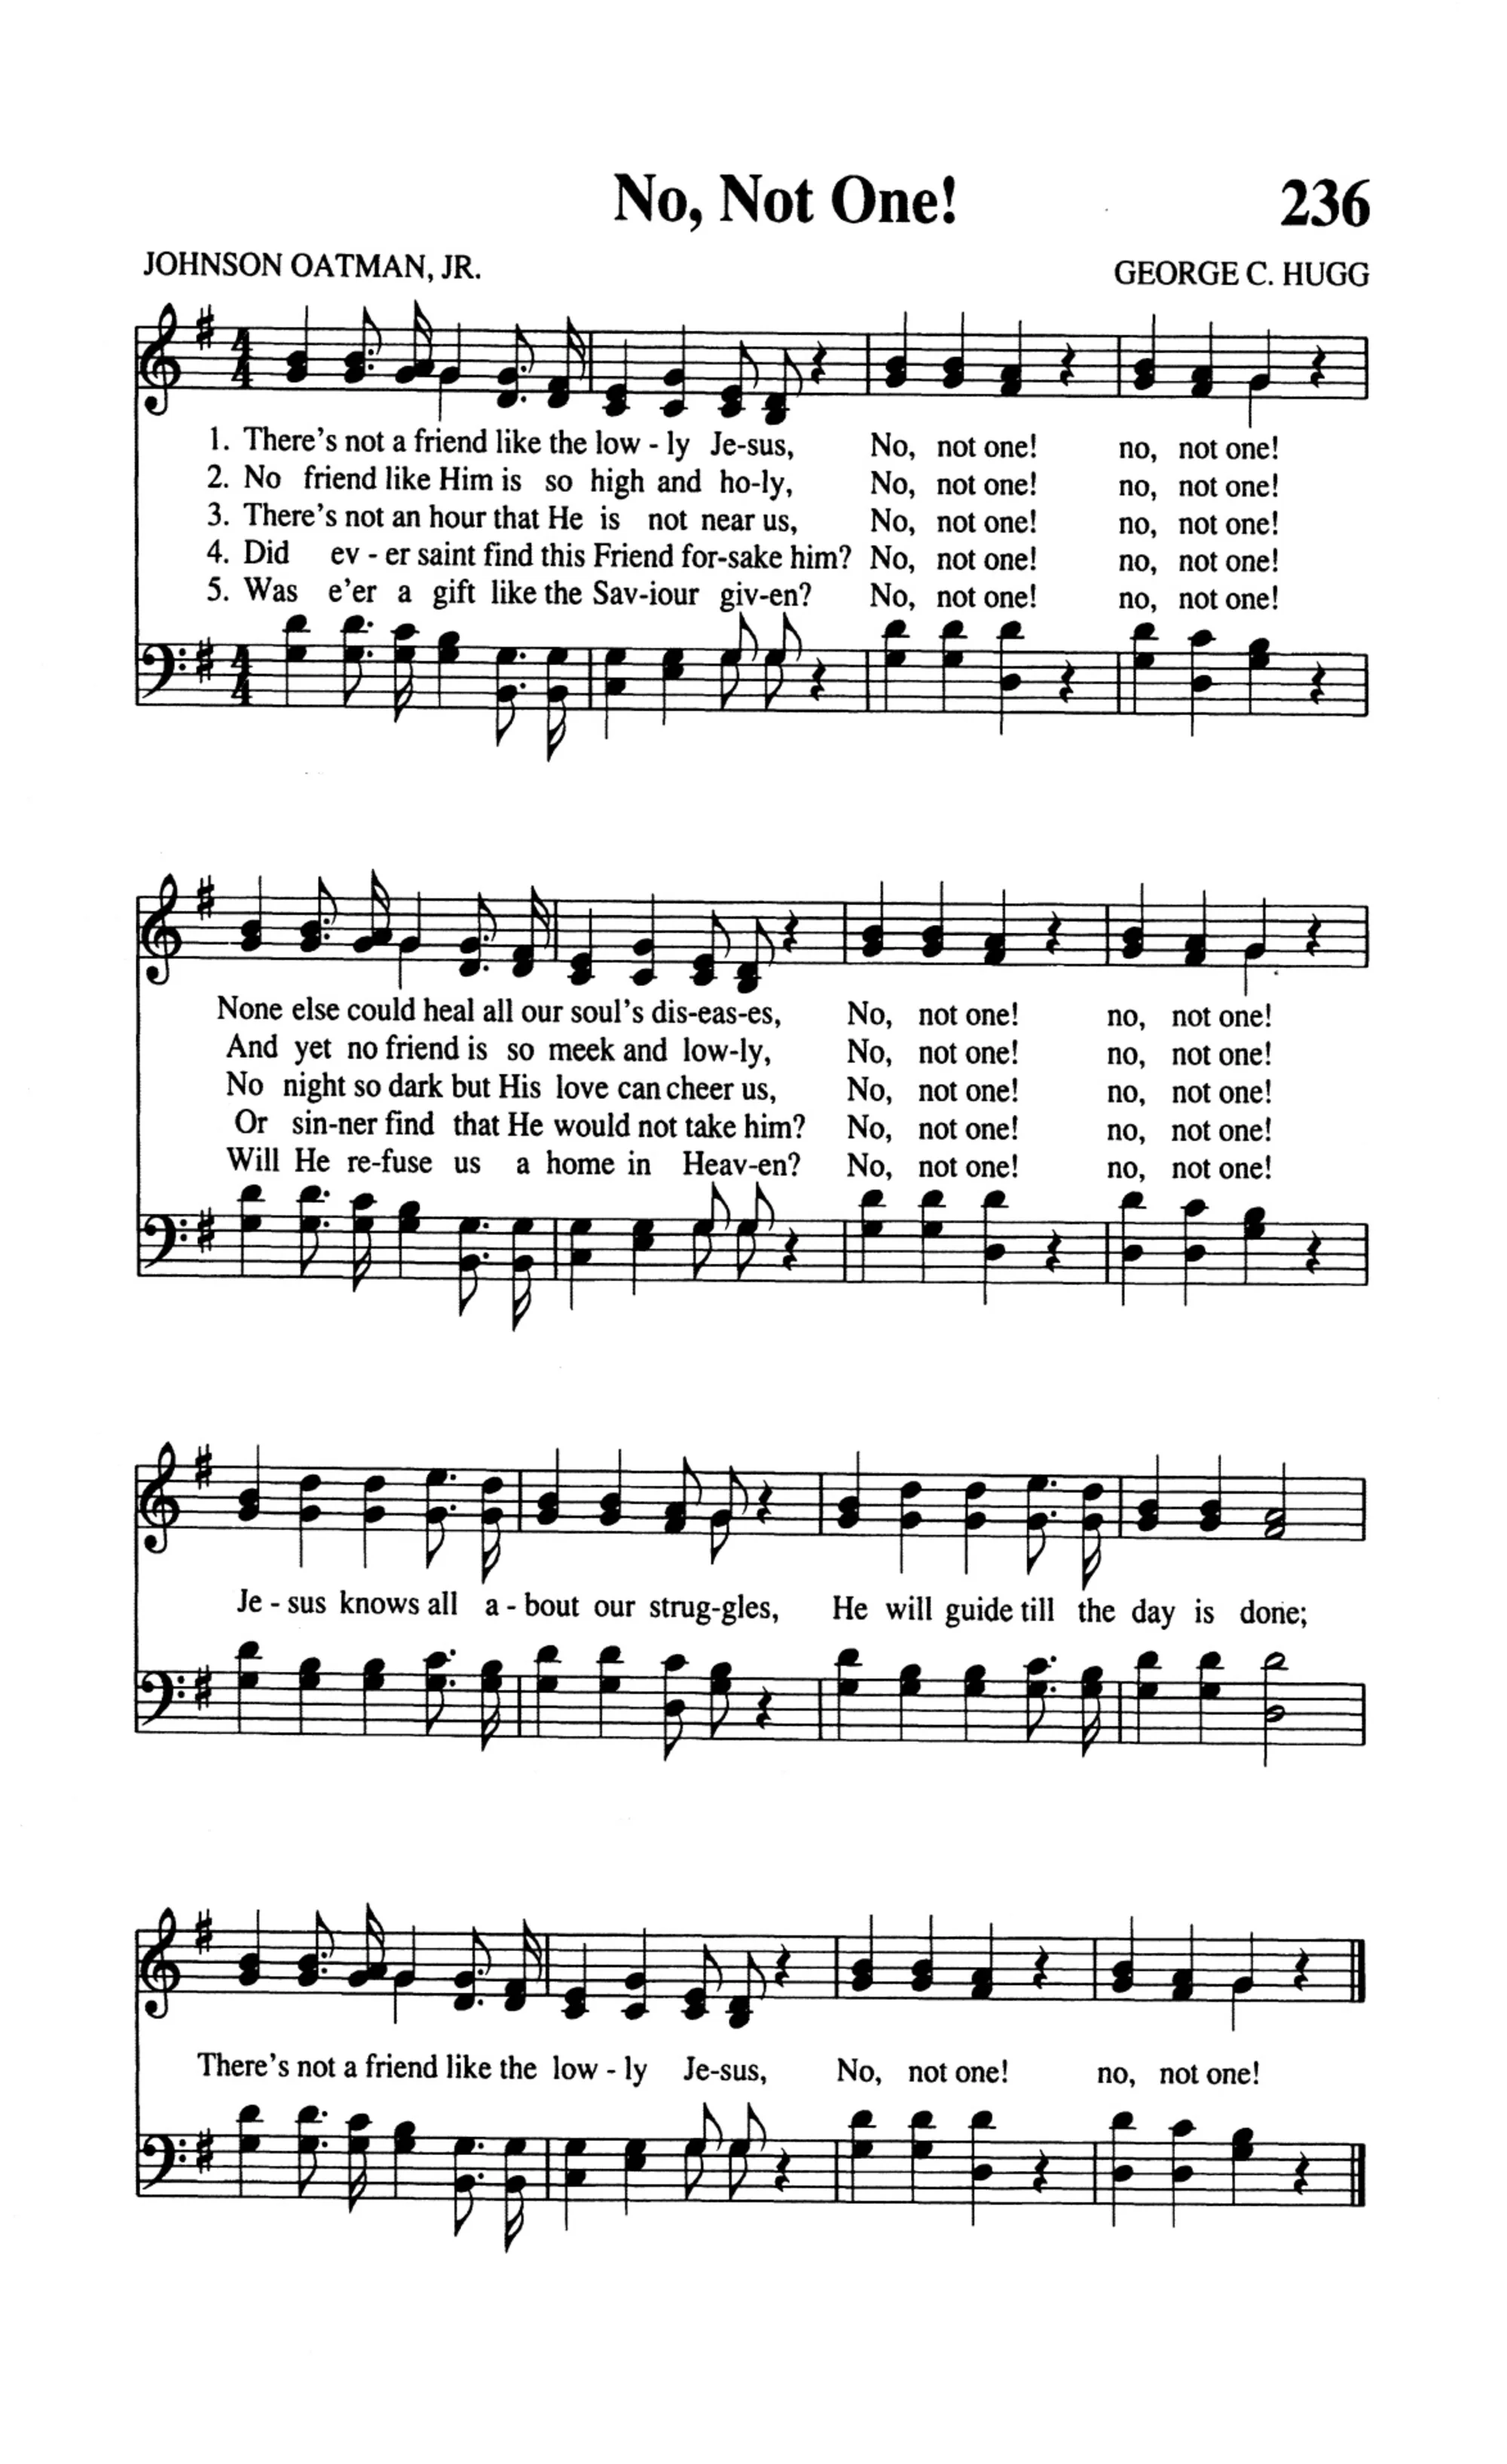 No, Not One! 236
JOHNSON OATMAN, JR. GEORGE C. HUGG
1. There's not a friend like the low - ly Je-sus, No, not one! no, not one!
2. No friend like Him is so high and ho-ly, No, not one! no, not one!
3. There's not an hour that He is not near us, No, not one! no, not one!
4. Did ev - er saint find this Friend for-sake him? No, not one! no, not one!
5. Was e'er a gift like the Sav-iour giv-en? No, not one! no, not one!
None else could heal all our soul's dis-eas-es, No, not one! no, not one!
And yet no friend is so meek and low-ly, No, not one! no, not one!
No night so dark but His love can cheer us, No, not one! no, not one!
Or sin-ner find that He would not take him? No, not one! no, not one!
Will He re-fuse us a home in Heav-en? No, not one! no, not one!
Je - sus knows all a - bout our strug-gles, He will guide till the day is done;
There's not a friend like the low - ly Je-sus, No, not one! no, not one!